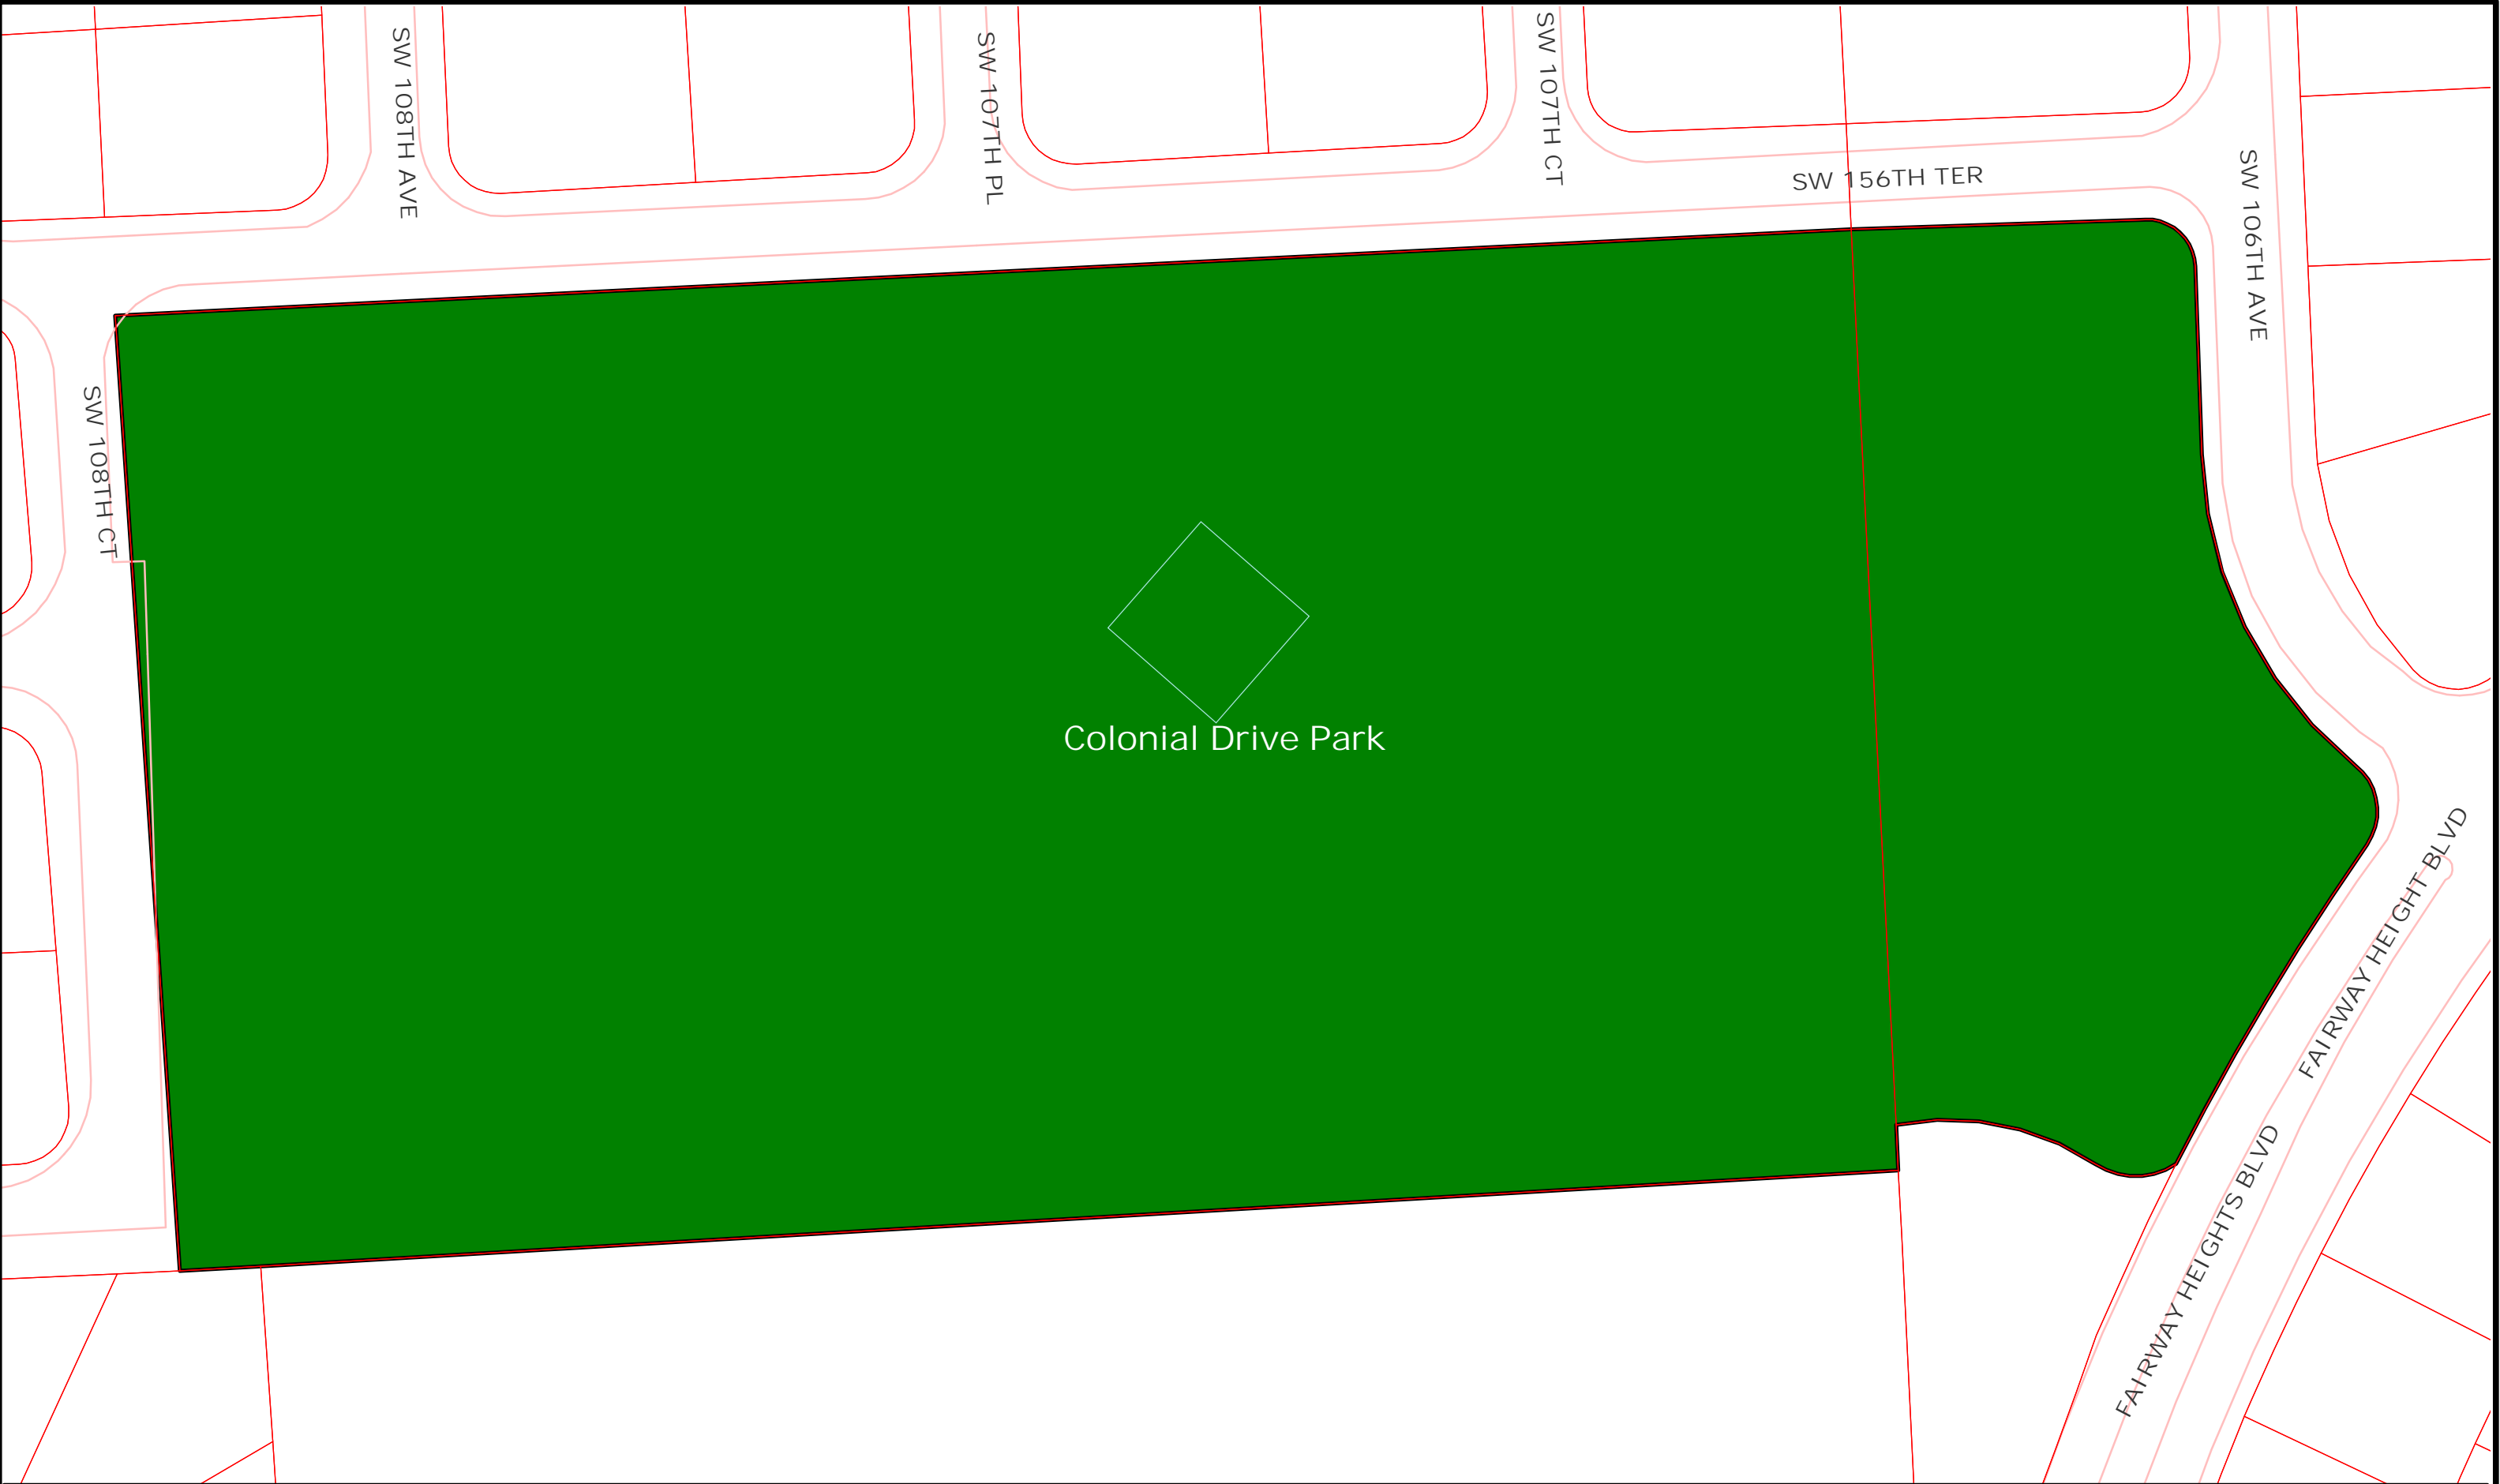 SW 108TH AVE
SW 107TH PL
SW 107TH CT
SW 156TH TER
SW 106TH AVE
SW 108TH CT
Colonial Drive Park
FAIRWAY HEIGHT BLVD
FAIRWAY HEIGHTS BLVD